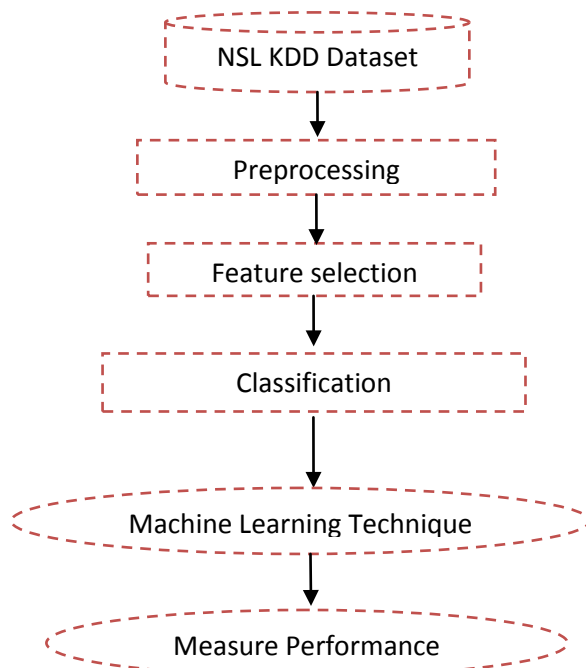 NSL KDD Dataset
Preprocessing
Feature selection
Classification
Machine Learning Technique
Measure Performance